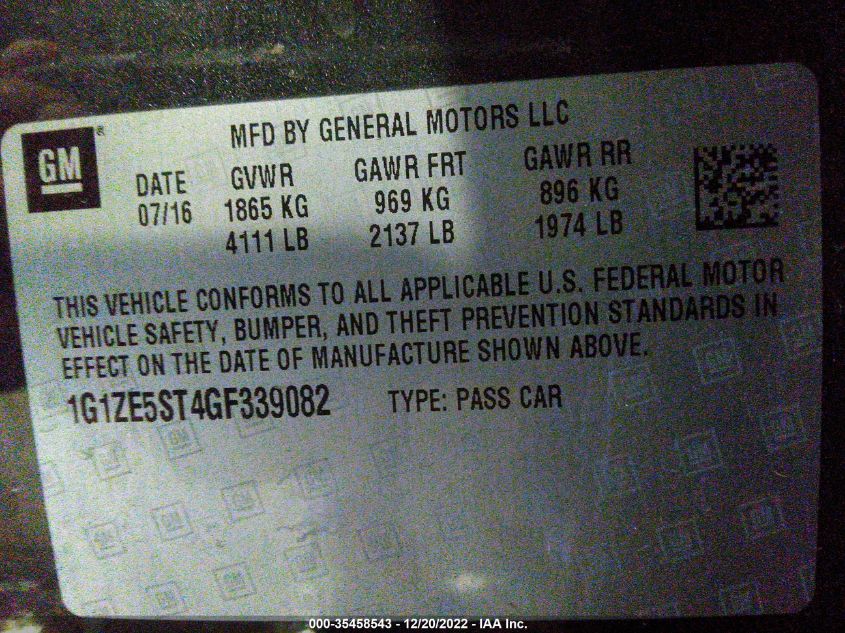 GM ®
MFD BY GENERAL MOTORS LLC
DATE GVWR GAWR FRT GAWR RR
07/16 1865 KG 969 KG 896 KG
4111 LB 2137 LB 1974 LB
THIS VEHICLE CONFORMS TO ALL APPLICABLE U.S. FEDERAL MOTOR
VEHICLE SAFETY, BUMPER, AND THEFT PREVENTION STANDARDS IN
EFFECT ON THE DATE OF MANUFACTURE SHOWN ABOVE.
1G1ZE5ST4GF339082 TYPE: PASS CAR
000-35458543 - 12/20/2022 - IAA Inc.